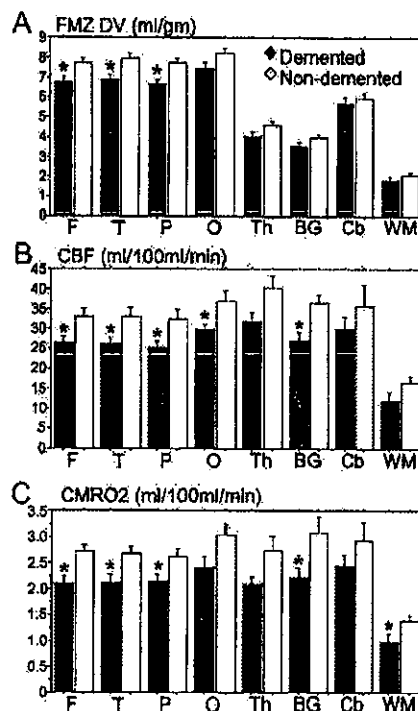 A FMZ DV (ml/gm)
Demented
Non-demented
9
8
7
6
5
4
3
2
1
0
* * *
F T P O Th BG Cb WM
B CBF (ml/100ml/min)
45
40
35
30
25
20
15
10
5
0
* * * * *
F T P O Th BG Cb WM
C CMRO2 (ml/100ml/min)
3.5
3.0
2.5
2.0
1.5
1.0
.5
0
* * * * *
F T P O Th BG Cb WM